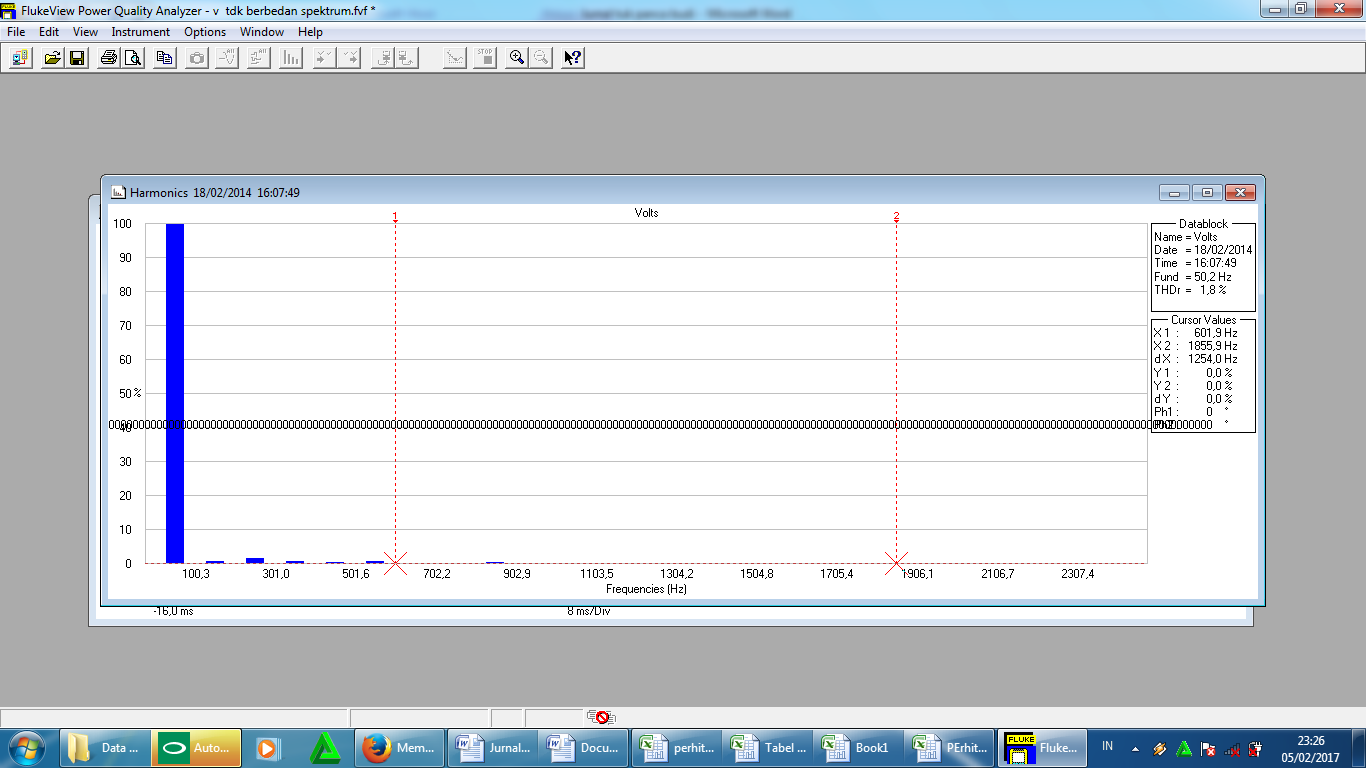 FlukeView Power Quality Analyzer - v  tdk berbedan spektrum.fvf *
File Edit View Instrument Options Window Help
STOP
Harmonics 18/02/2014 16:07:49
Volts
1
2
100
90
80
70
60
50 %
40
30
20
10
0
100,3 301,0 501,6 702,2 902,9 1103,5 1304,2 1504,8 1705,4 1906,1 2106,7 2307,4
Frequencies (Hz)
Datablock
Name = Volts
Date = 18/02/2014
Time = 16:07:49
Fund = 50,2 Hz
THDr = 1,8 %
Cursor Values
X 1 : 601,9 Hz
X 2 : 1855,9 Hz
d X : 1254,0 Hz
Y 1 : 0,0 %
Y 2 : 0,0 %
d Y : 0,0 %
Ph1 : 0 °
-16,0 ms 8 ms/Div
Data ... Auto... Mem... Jurnal... Docu... perhit... Tabel ... Book1 PErhit... FLUKE Fluke... IN 23:26
05/02/2017